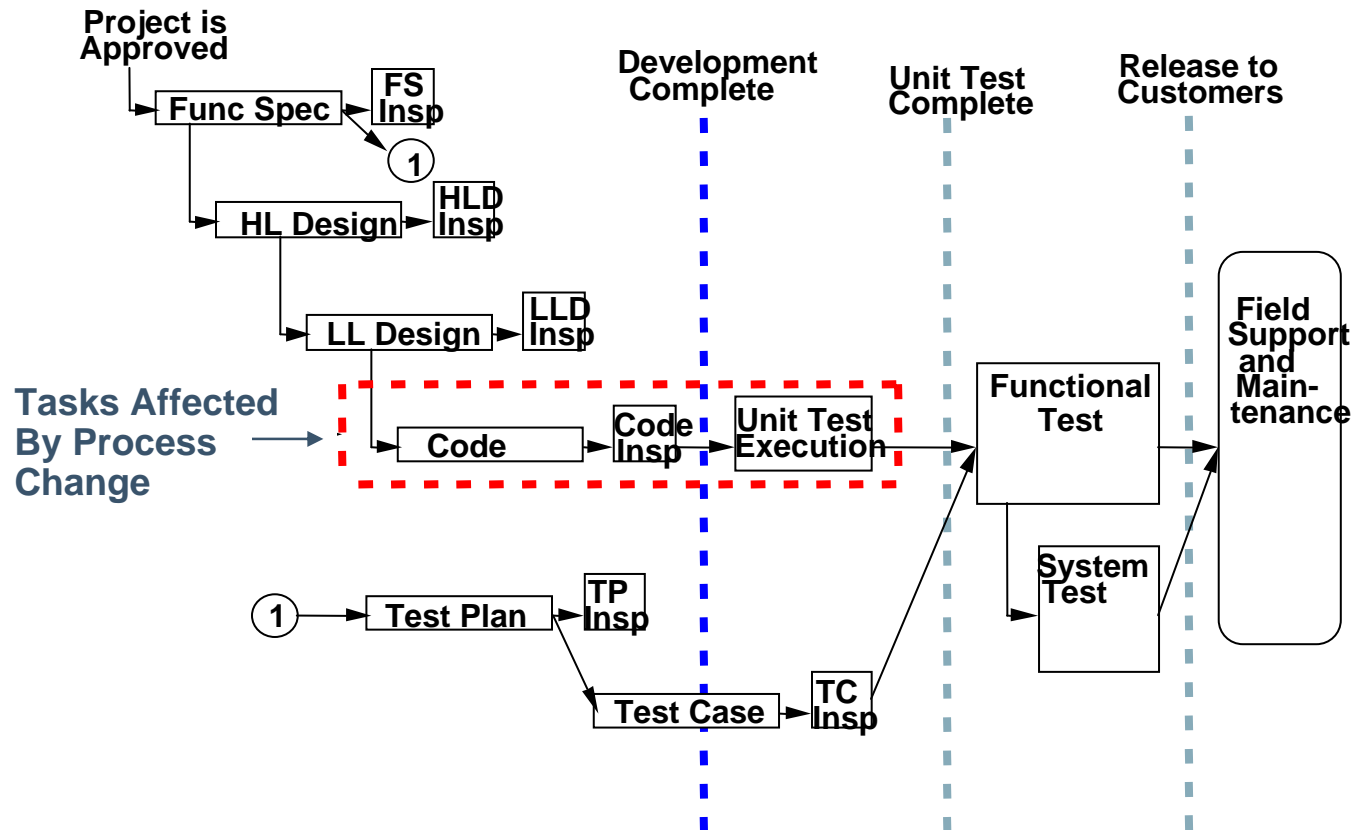 Project is
Approved
Development
Complete
Unit Test
Complete
Release to
Customers
Func Spec
FS
Insp
1
HL Design
HLD
Insp
LL Design
LLD
Insp
Field
Support
and
Main-
tenance
Tasks Affected
By Process
Change
Code
Code
Insp
Unit Test
Execution
Functional
Test
System
Test
1
Test Plan
TP
Insp
Test Case
TC
Insp